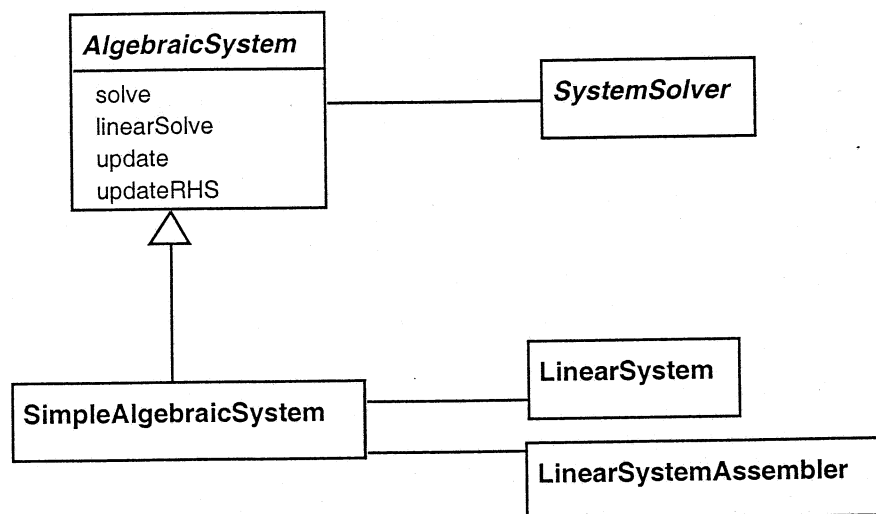 AlgebraicSystem
solve
linearSolve
update
updateRHS
SystemSolver
SimpleAlgebraicSystem
LinearSystem
LinearSystemAssembler